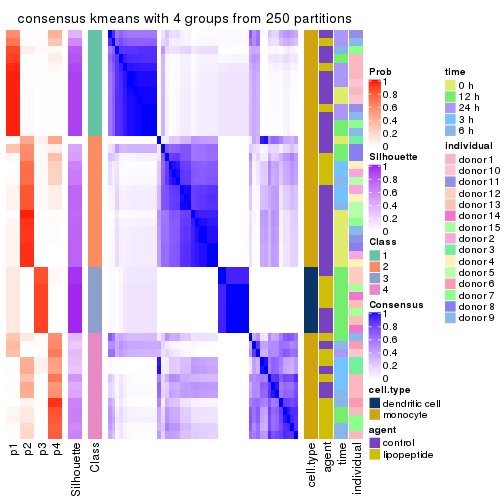 consensus kmeans with 4 groups from 250 partitions
Prob
1
0.8
0.6
0.4
0.2
0
Silhouette
1
0.8
0.6
0.4
0.2
0
Class
1
2
3
4
Consensus
1
0.8
0.6
0.4
0.2
0
cell.type
dendritic cell
monocyte
agent
control
lipopeptide
time
0 h
12 h
24 h
3 h
6 h
individual
donor 1
donor 10
donor 11
donor 12
donor 13
donor 14
donor 15
donor 2
donor 3
donor 4
donor 5
donor 6
donor 7
donor 8
donor 9
p1
p2
p3
p4
Silhouette
Class
cell.type
agent
time
individual